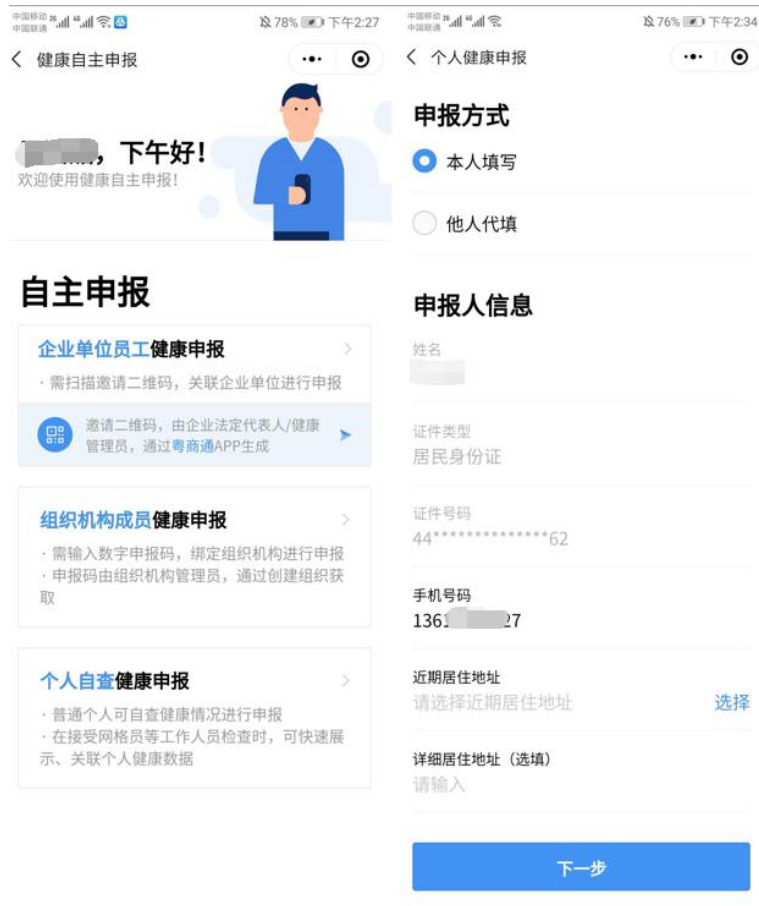 中国移动 2G 4G 78% 下午2:27
中国联通
健康自主申报
，下午好！
欢迎使用健康自主申报！
自主申报
企业单位员工健康申报
· 需扫描邀请二维码，关联企业单位进行申报
邀请二维码，由企业法定代表人/健康
管理员，通过粤商通APP生成
组织机构成员健康申报
· 需输入数字申报码，绑定组织机构进行申报
· 申报码由组织机构管理员，通过创建组织获
取
个人自查健康申报
· 普通个人可自查健康情况进行申报
· 在接受网格员等工作人员检查时，可快速展
示、关联个人健康数据
中国移动 2G 4G 76% 下午2:34
中国联通
个人健康申报
申报方式
本人填写
他人代填
申报人信息
姓名
证件类型
居民身份证
证件号码
44**************62
手机号码
136 27
近期居住地址
请选择近期居住地址 选择
详细居住地址（选填）
请输入
下一步